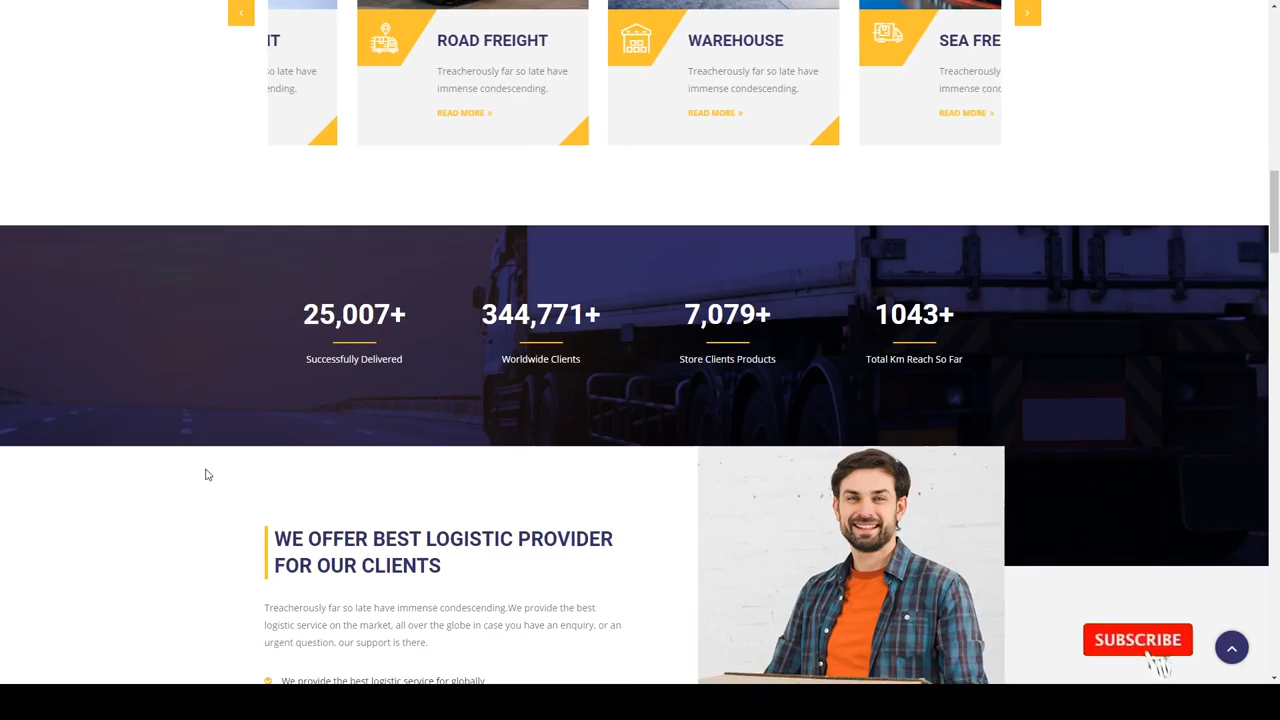 IT
so late have
ending.
ROAD FREIGHT
Treacherously far so late have
immense condescending.
READ MORE »
WAREHOUSE
Treacherously far so late have
immense condescending.
READ MORE »
SEA FRE
Treacherously
immense cond
READ MORE »
25,007+
Successfully Delivered
344,771+
Worldwide Clients
7,079+
Store Clients Products
1043+
Total Km Reach So Far
WE OFFER BEST LOGISTIC PROVIDER
FOR OUR CLIENTS
Treacherously far so late have immense condescending.We provide the best
logistic service on the market, all over the globe in case you have an enquiry, or an
urgent question, our support is there.
We provide the best logistic service for globally
SUBSCRIBE